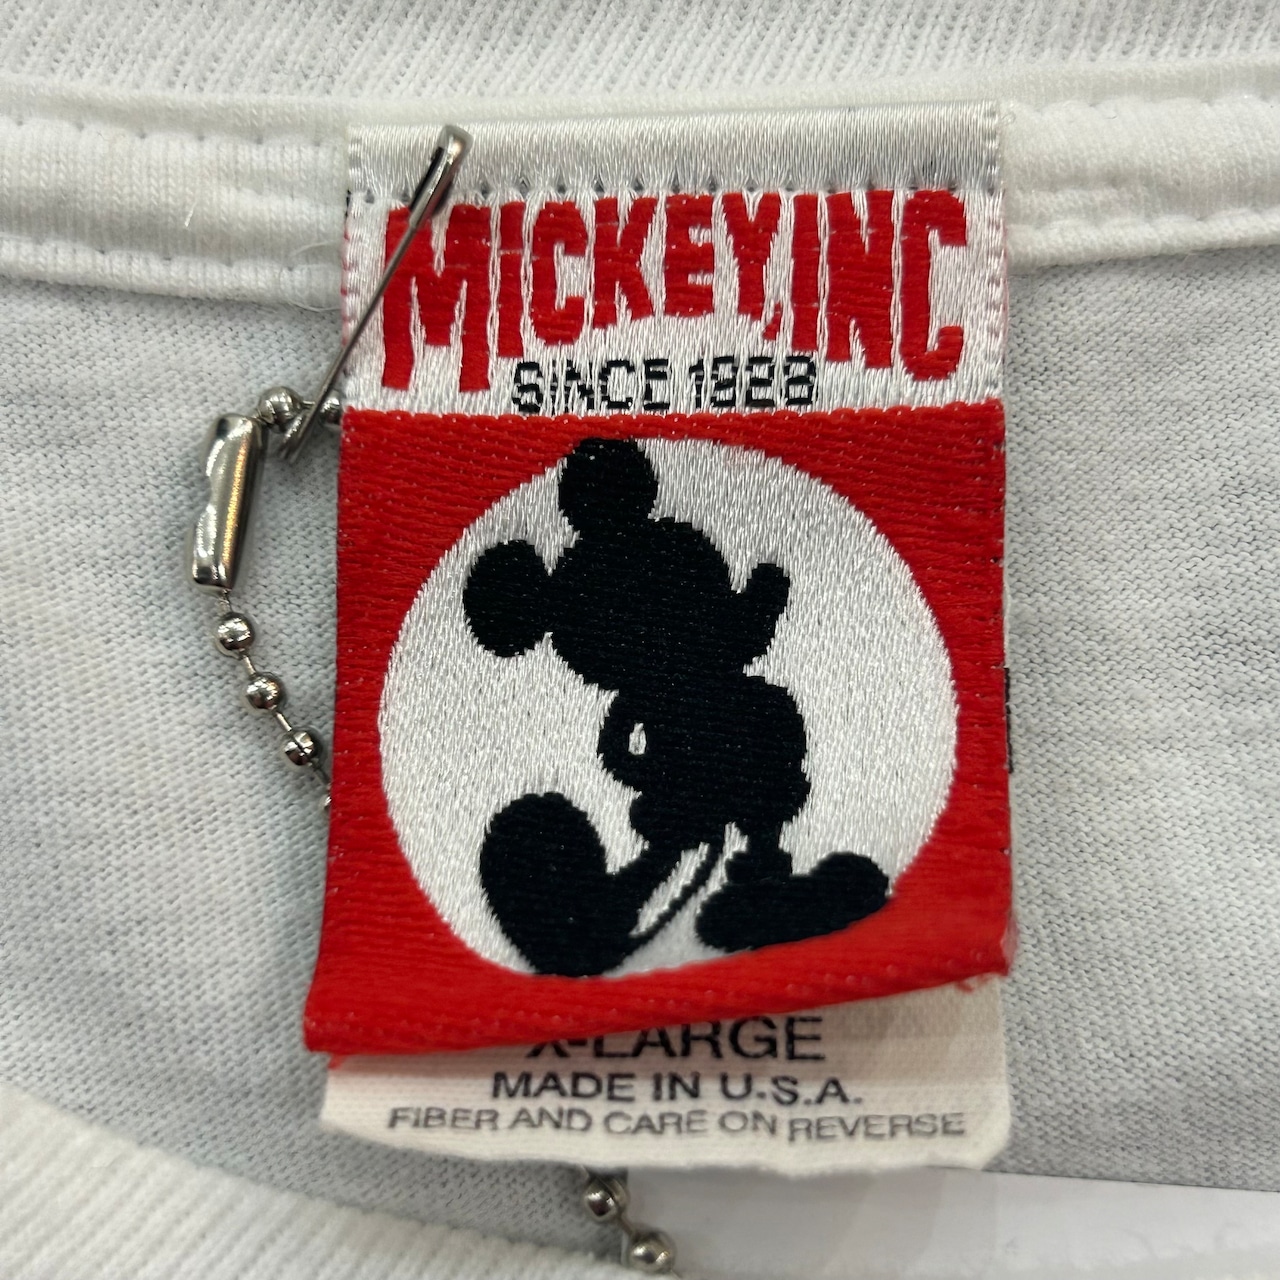 MICKEY, INC
SINCE 1928
X-LARGE
MADE IN U.S.A.
FIBER AND CARE ON REVERSE